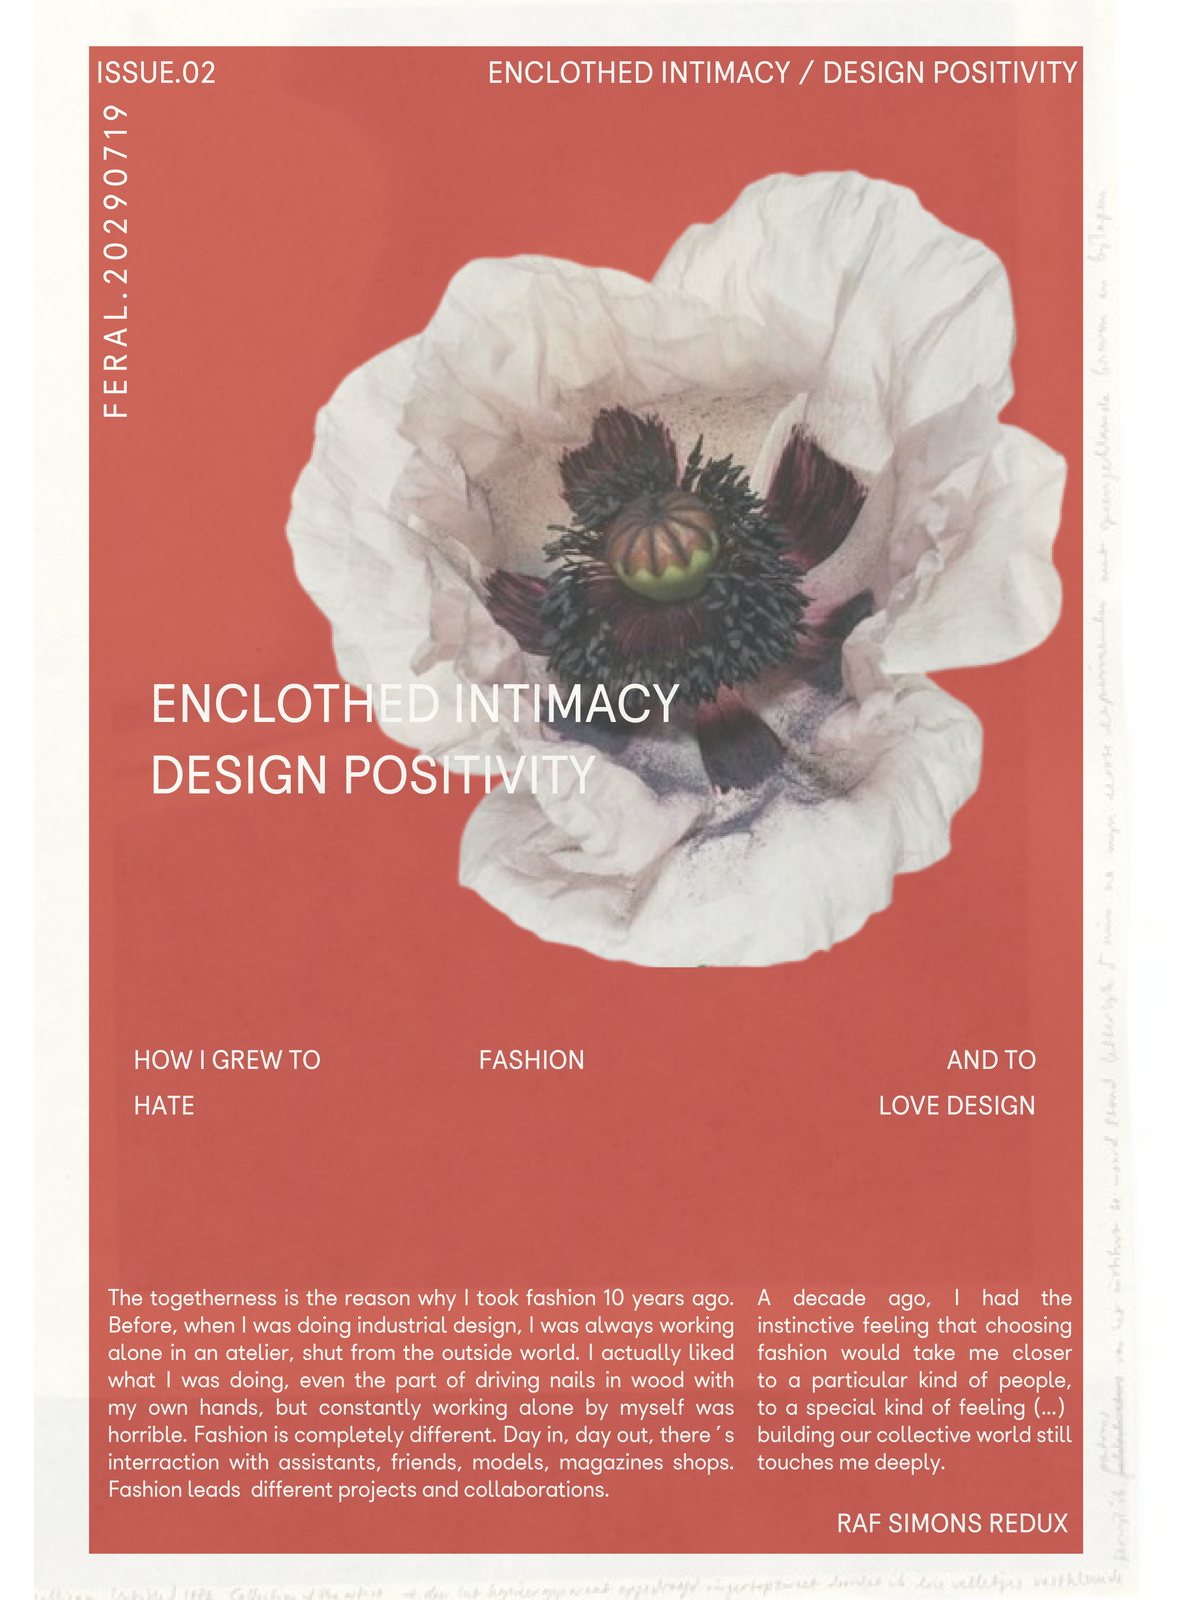 ISSUE.02
ENCLOTHED INTIMACY / DESIGN POSITIVITY
FERAL.20290719
ENCLOTHED INTIMACY
DESIGN POSITIVITY
HOW I GREW TO FASHION AND TO
HATE LOVE DESIGN
The togetherness is the reason why I took fashion 10 years ago.
Before, when I was doing industrial design, I was always working
alone in an atelier, shut from the outside world. I actually liked
what I was doing, even the part of driving nails in wood with
my own hands, but constantly working alone by myself was
horrible. Fashion is completely different. Day in, day out, there ´s
interraction with assistants, friends, models, magazines shops.
Fashion leads  different projects and collaborations.
A decade ago, I had the
instinctive feeling that choosing
fashion would take me closer
to a particular kind of people,
to a special kind of feeling (...)
building our collective world still
touches me deeply.
RAF SIMONS REDUX